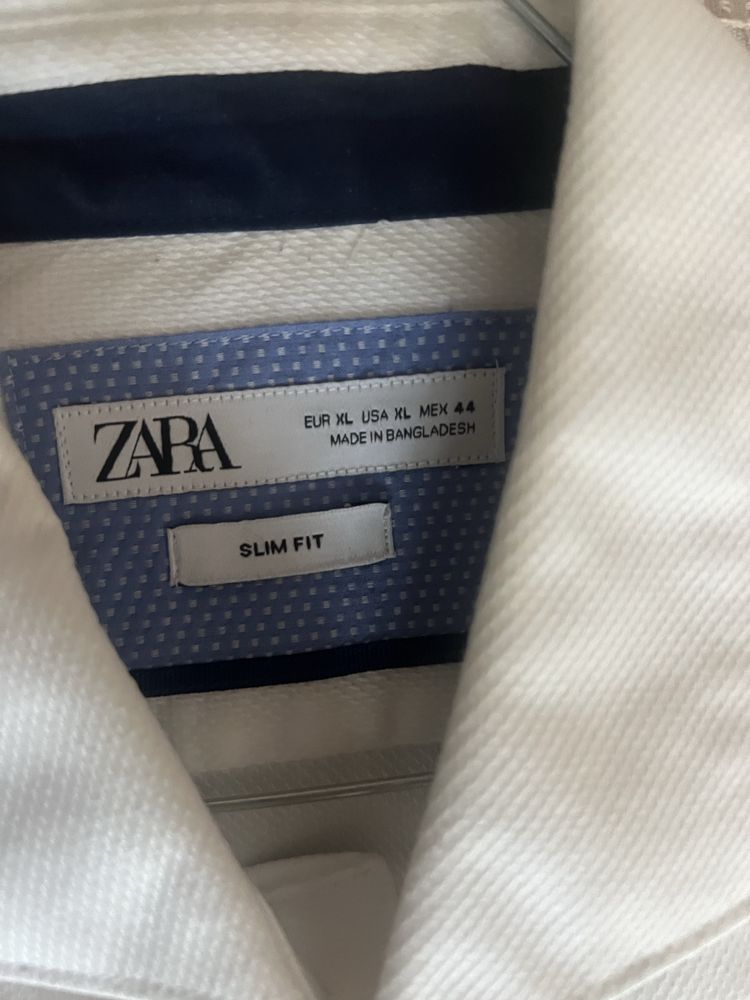 ZARA
EUR XL USA XL MEX 44
MADE IN BANGLADESH
SLIM FIT